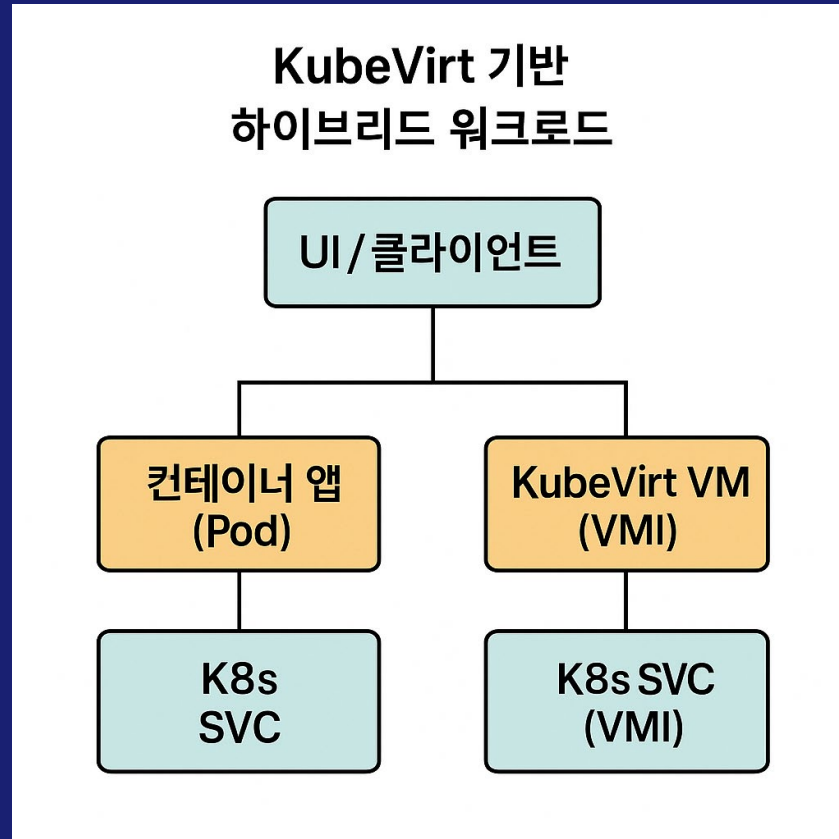 KubeVirt 기반
하이브리드 워크로드
UI / 클라이언트
컨테이너 앱
(Pod)
KubeVirt VM
(VMI)
K8s
SVC
K8s SVC
(VMI)